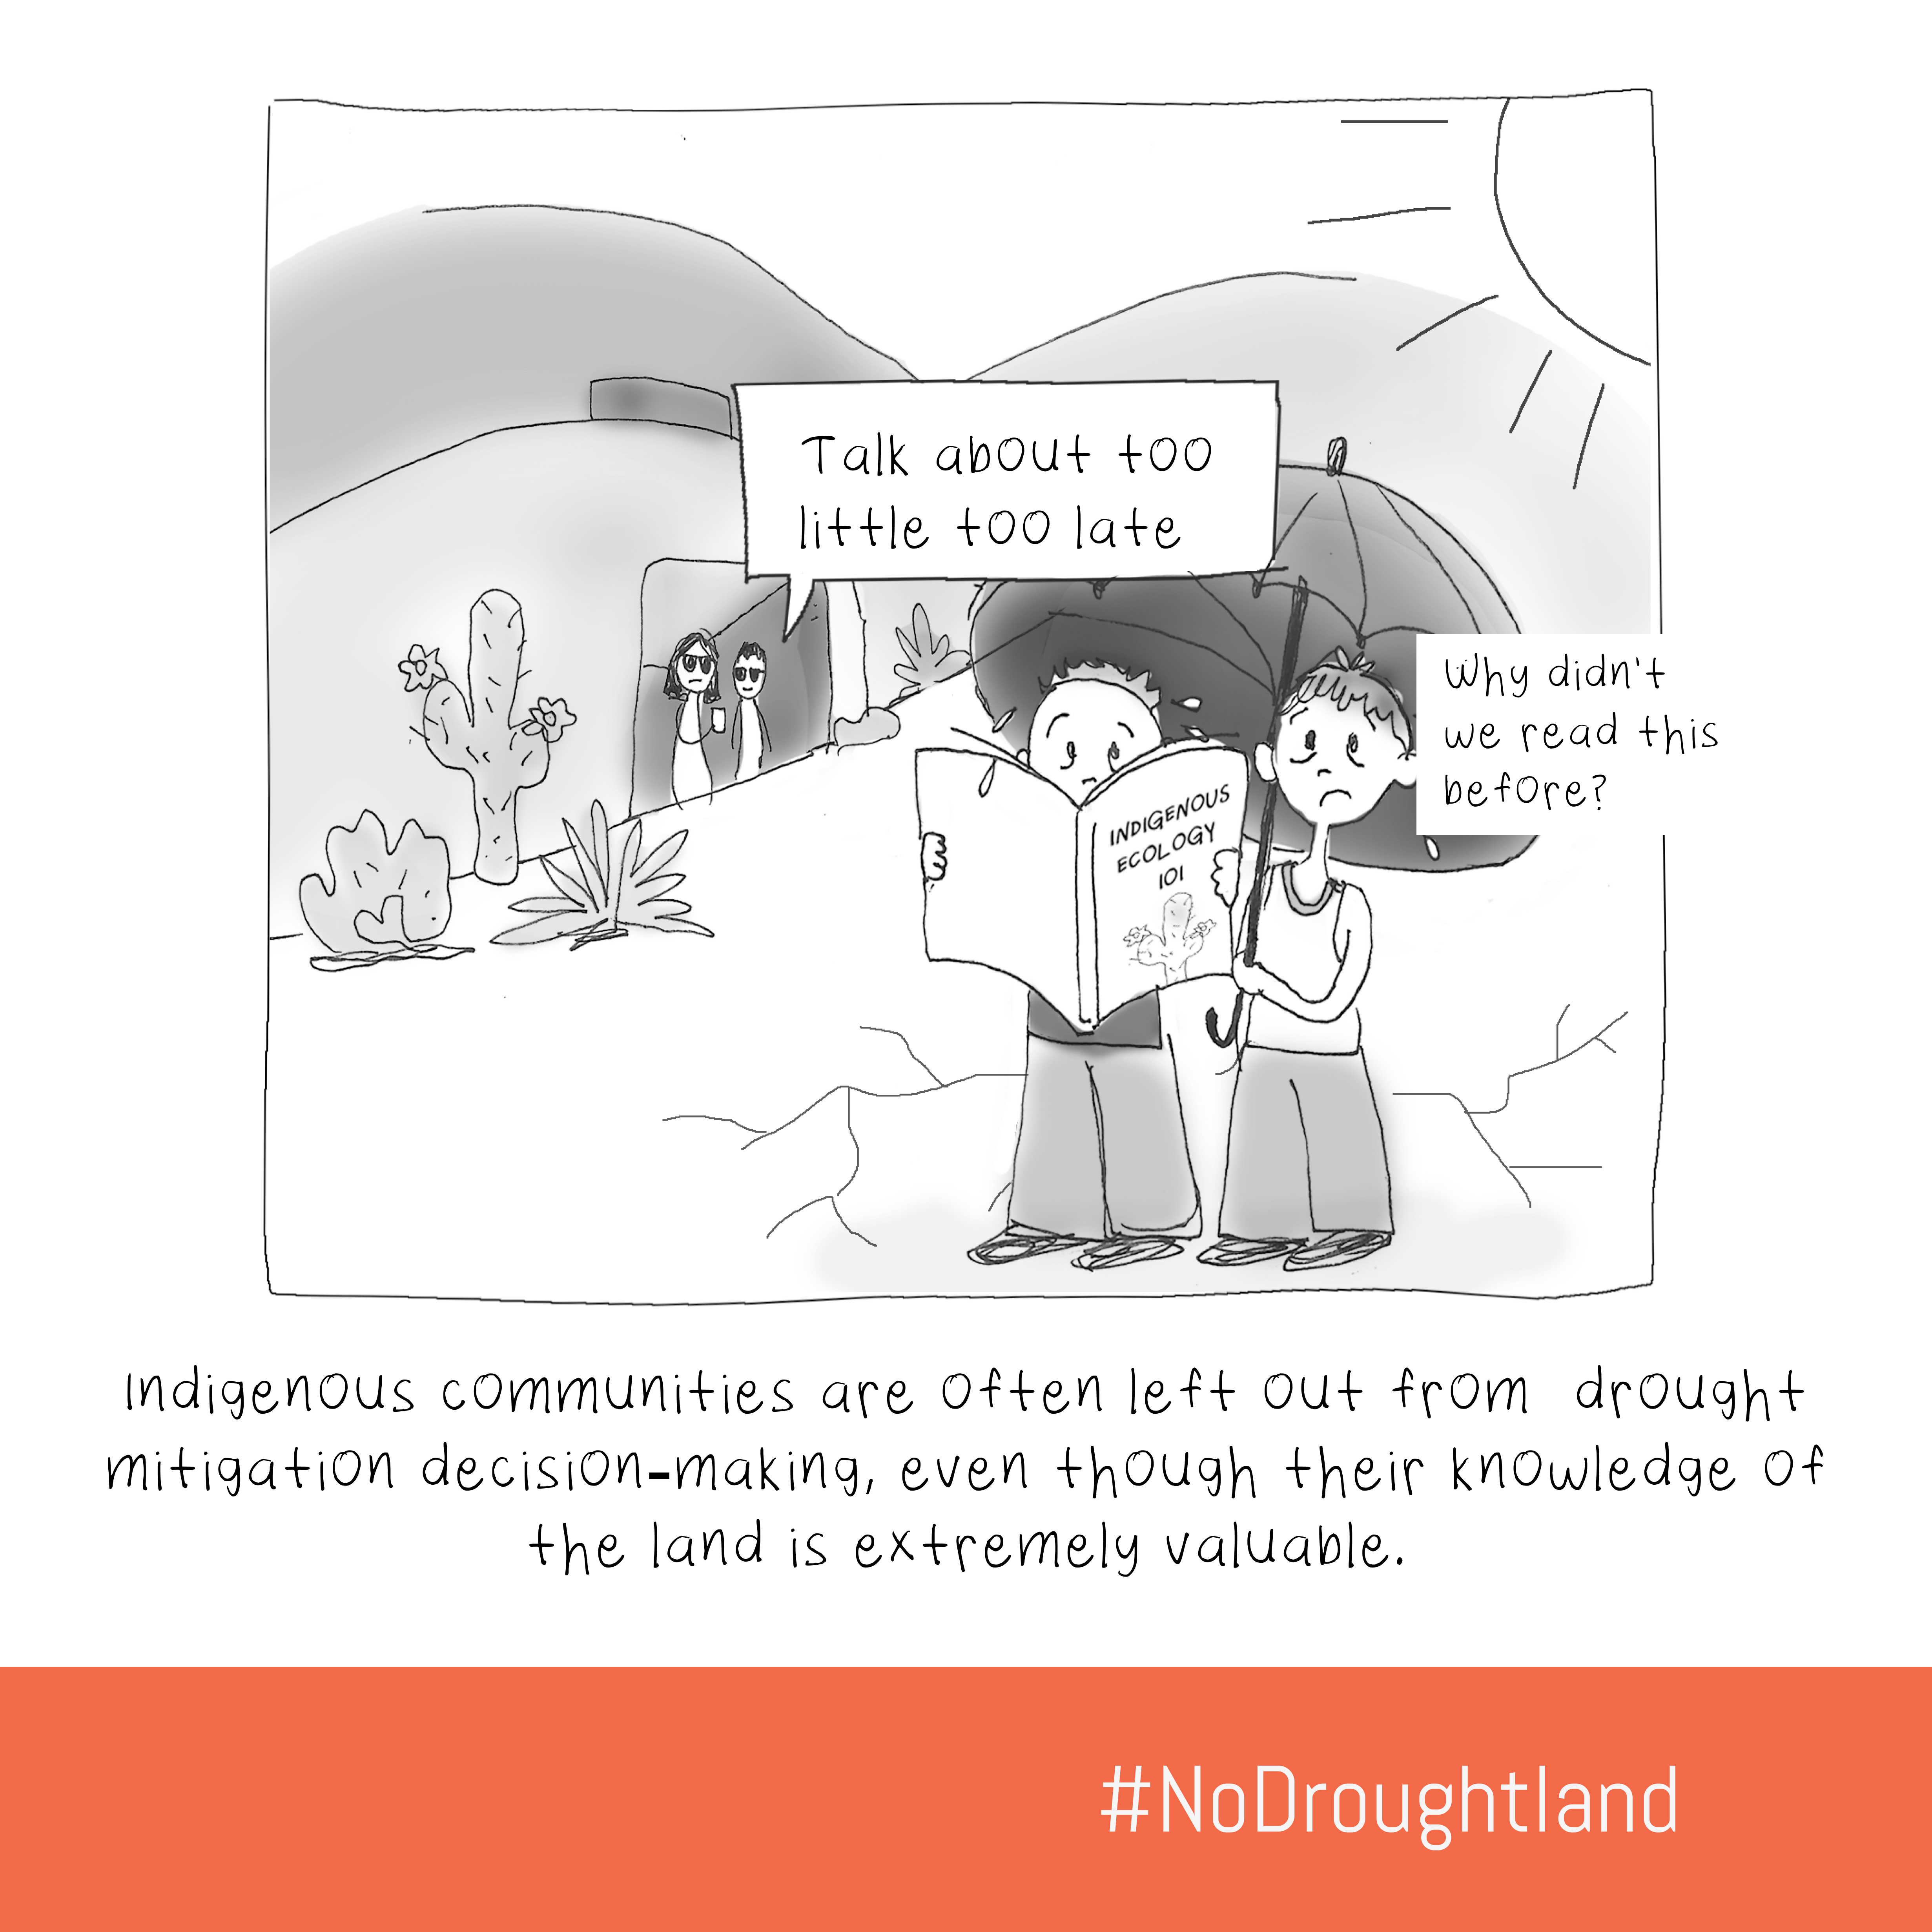 Talk about too
little too late
Why didn't
we read this
before?
INDIGENOUS
ECOLOGY
101
Indigenous communities are often left out from drought
mitigation decision-making, even though their knowledge of
the land is extremely valuable.
#NoDroughtland